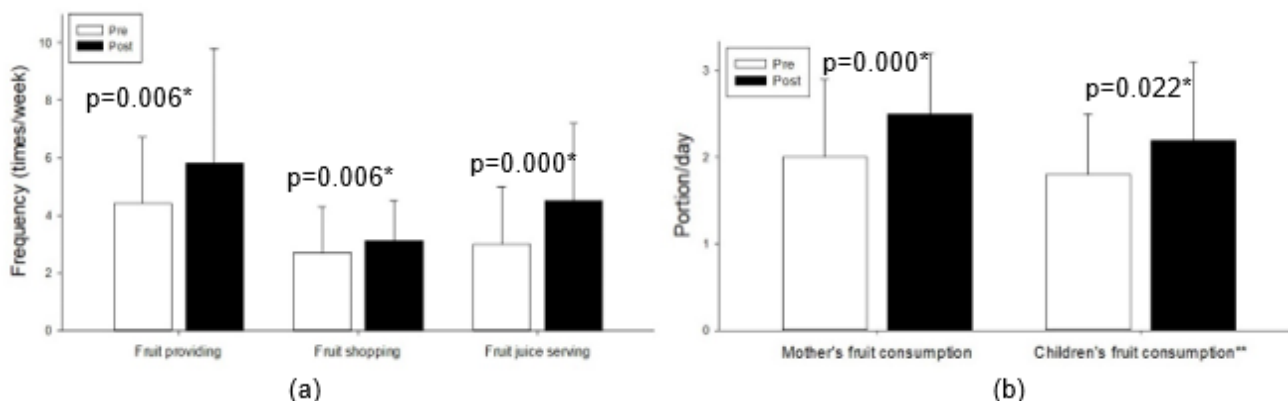 Pre
Post
p=0.006*
p=0.006*
p=0.000*
Frequency (times/week)
10
8
6
4
2
0
Fruit providing
Fruit shopping
Fruit juice serving
(a)
Pre
Post
p=0.000*
p=0.022*
Portion/day
3
2
1
0
Mother's fruit consumption
Children's fruit consumption**
(b)